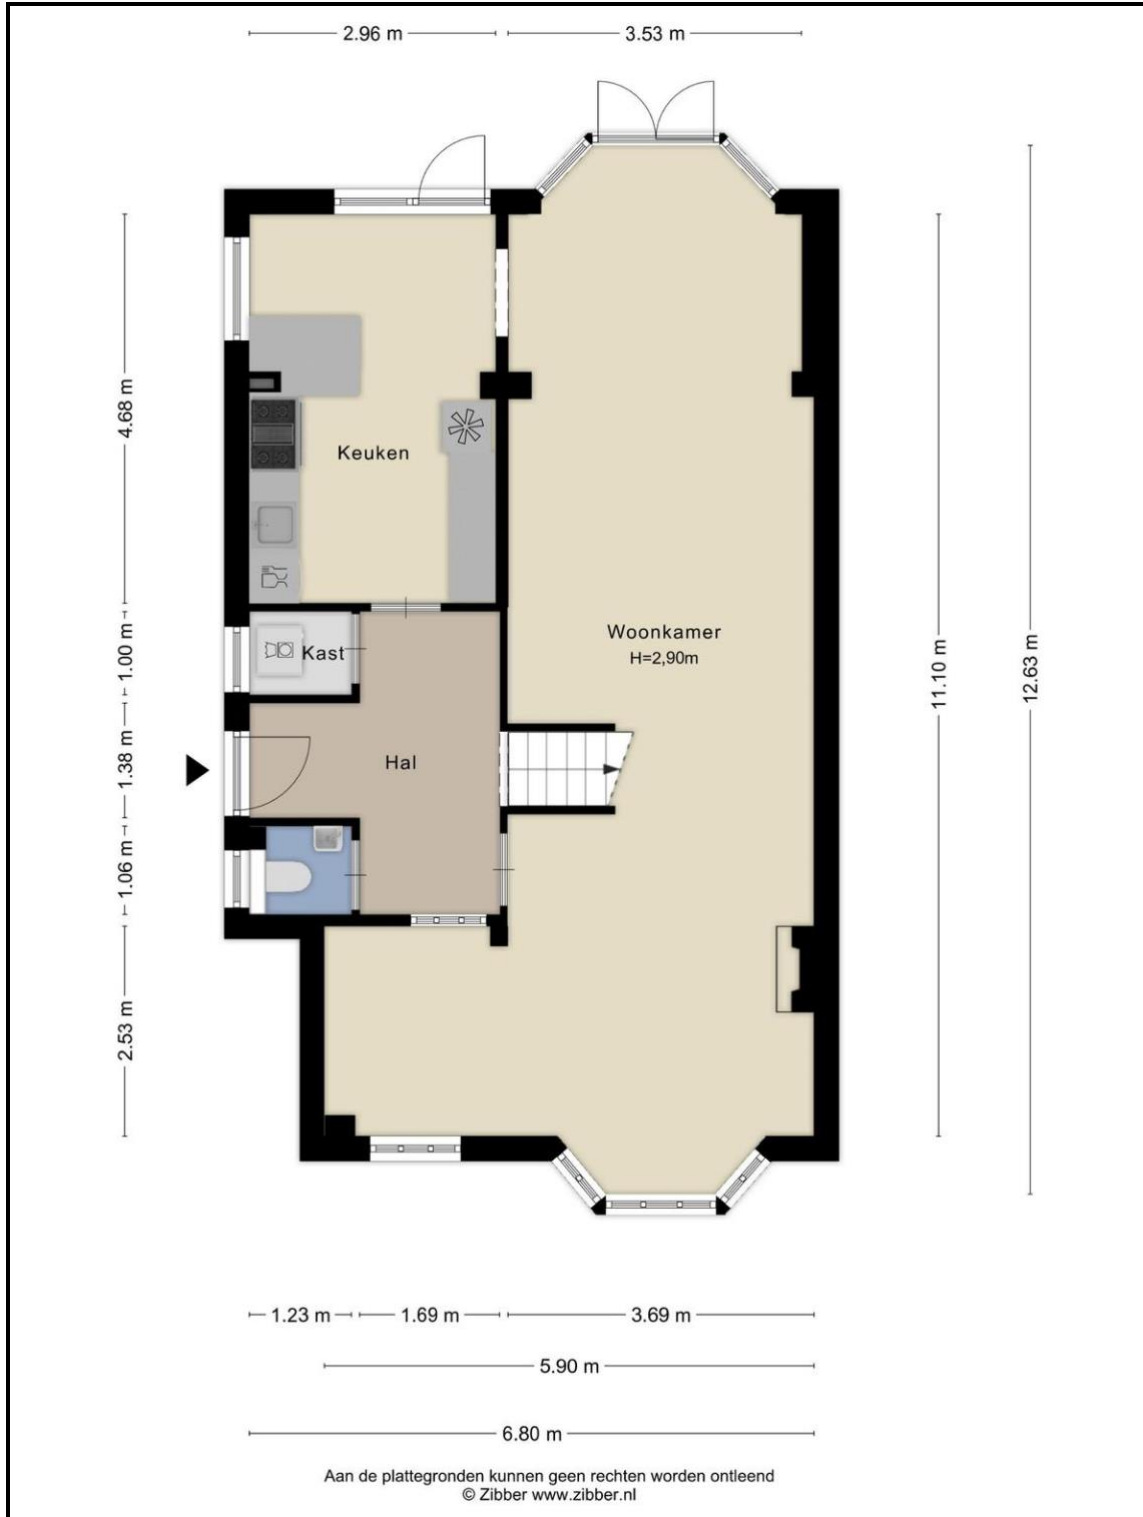 2.96 m
3.53 m
4.68 m
Keuken
1.00 m
Kast
Woonkamer
H=2,90m
11.10 m
12.63 m
1.38 m
Hal
1.06 m
2.53 m
1.23 m
1.69 m
3.69 m
5.90 m
6.80 m
Aan de plattegronden kunnen geen rechten worden ontleend
© Zibber www.zibber.nl